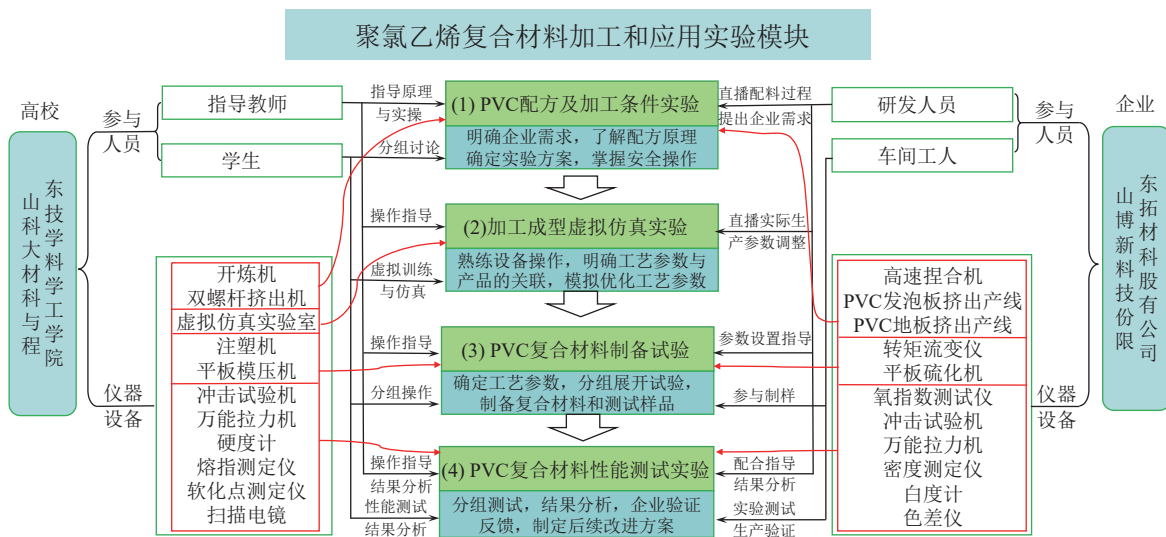 聚氯乙烯复合材料加工和应用实验模块
高校
山东科技大学材料科学与工程学院
参与
人员
指导教师
学生
仪器
设备
开炼机
双螺杆挤出机
虚拟仿真实验室
注塑机
平板模压机
冲击试验机
万能拉力机
硬度计
熔指测定仪
软化点测定仪
扫描电镜
指导原理
与实操
分组讨论
操作指导
虚拟训练
与仿真
操作指导
分组操作
操作指导
结果分析
性能测试
结果分析
(1) PVC配方及加工条件实验
明确企业需求，了解配方原理
确定实验方案，掌握安全操作
(2)加工成型虚拟仿真实验
熟练设备操作，明确工艺参数与
产品的关联，模拟优化工艺参数
(3) PVC复合材料制备试验
确定工艺参数，分组展开试验，
制备复合材料和测试样品
(4) PVC复合材料性能测试实验
分组测试，结果分析，企业验证
反馈，制定后续改进方案
直播配料过程
提出企业需求
直播实际生
产参数调整
参数设置指导
参与制样
配合指导
结果分析
实验测试
生产验证
研发人员
车间工人
参与
人员
高速捏合机
PVC发泡板挤出产线
PVC地板挤出产线
转矩流变仪
平板硫化机
氧指数测试仪
冲击试验机
万能拉力机
密度测定仪
白度计
色差仪
仪器
设备
企业
山东博拓新材料科技股份有限公司